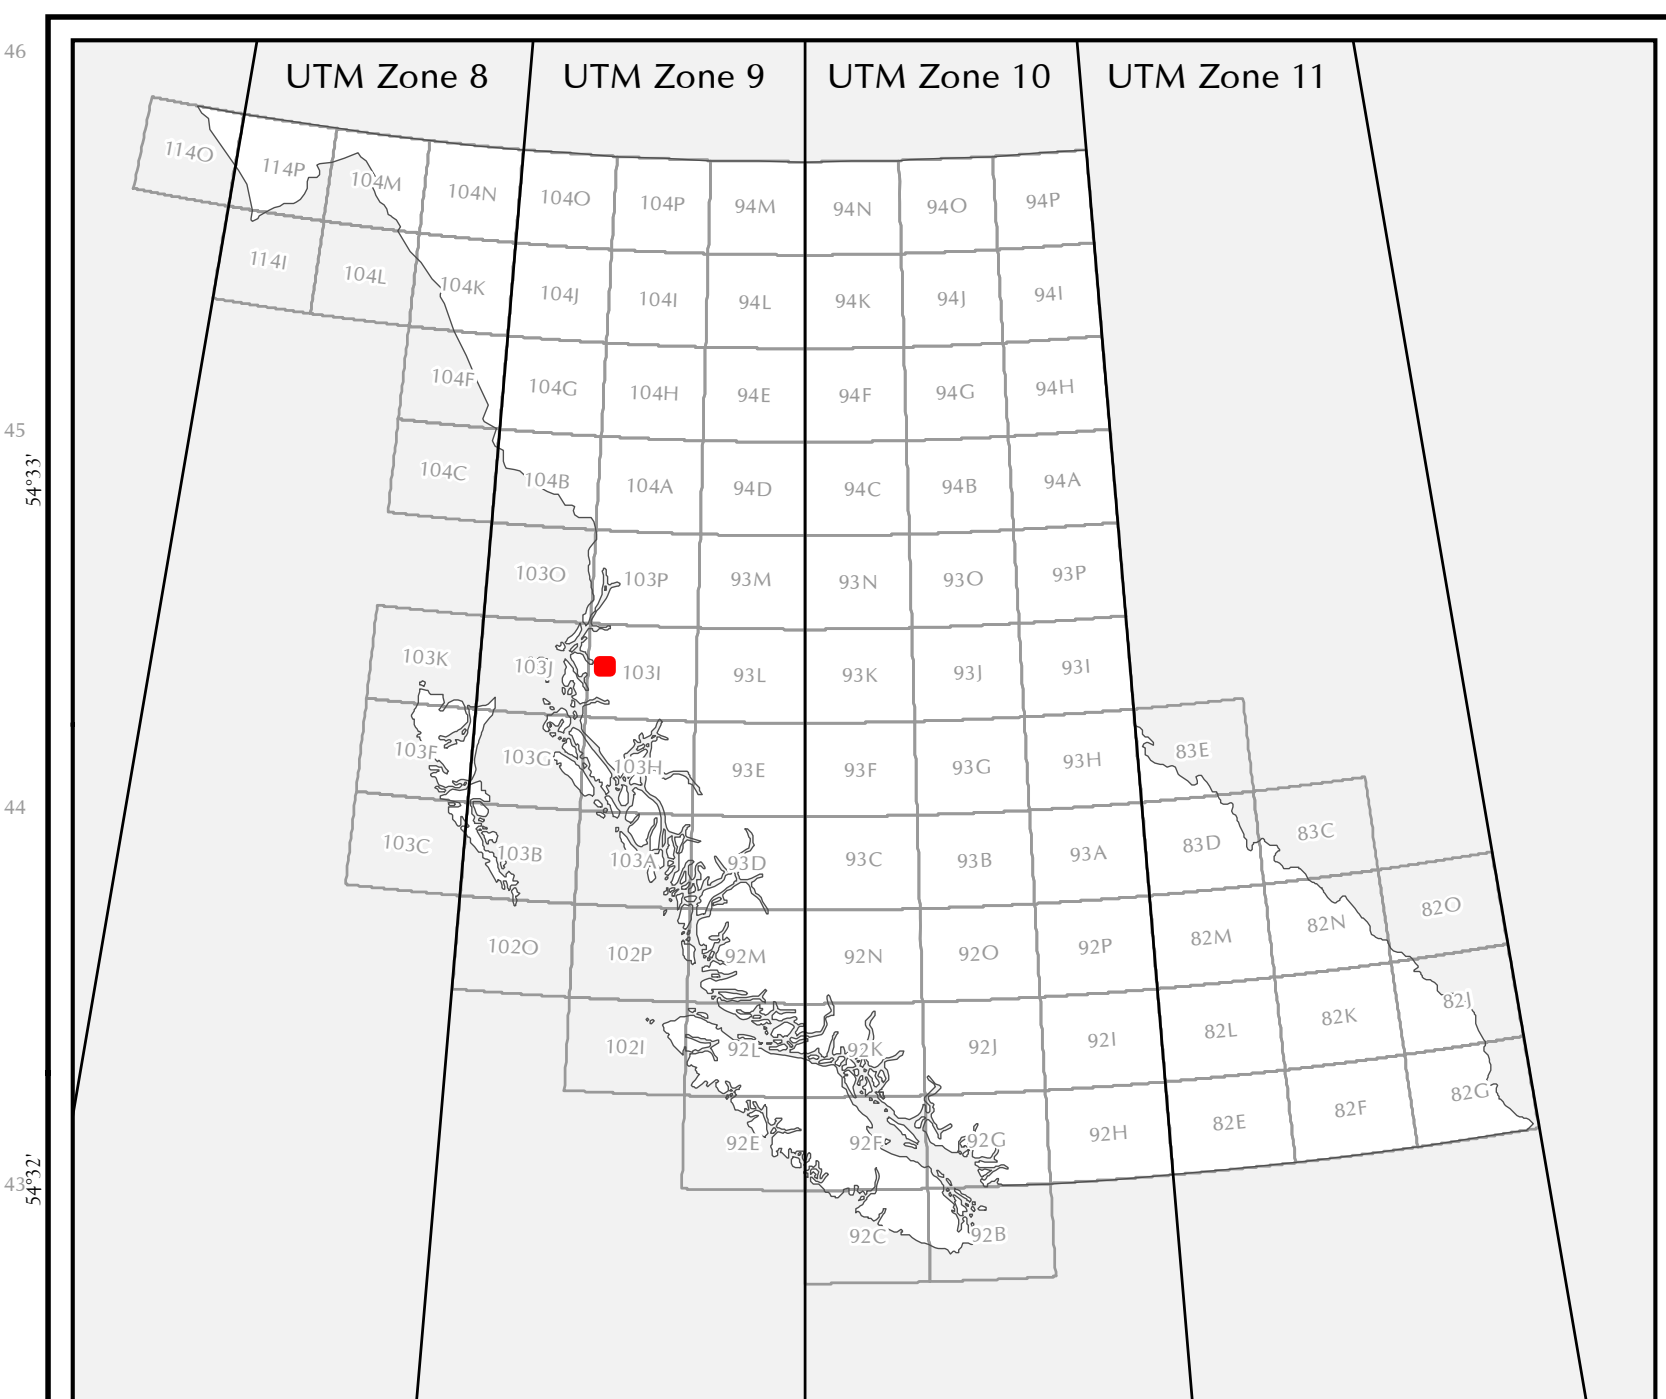 46
UTM Zone 8 UTM Zone 9 UTM Zone 10 UTM Zone 11
114O 114P 104M 104N 104O 104P 94M 94N 94O 94P
114I 104L 104K 104J 104I 94L 94K 94J 94I
104F 104G 104H 94E 94F 94G 94H
45
54°33'
104C 104B 104A 94D 94C 94B 94A
103O 103P 93M 93N 93O 93P
103K 103J 103I 93L 93K 93J 93I
103F 103G 103H 93E 93F 93G 93H 83E
44
103C 103B 103A 93D 93C 93B 93A 83D 83C
102O 102P 92M 92N 92O 92P 82M 82N 82O
102I 92L 92K 92J 92I 82L 82K 82J
92E 92F 92G 92H 82E 82F 82G
43
54°32'
92C 92B